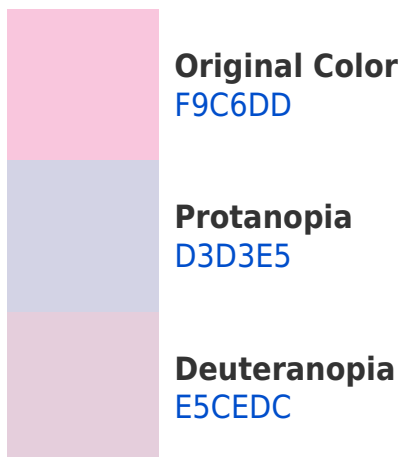 Original Color
F9C6DD
Protanopia
D3D3E5
Deuteranopia
E5CEDC